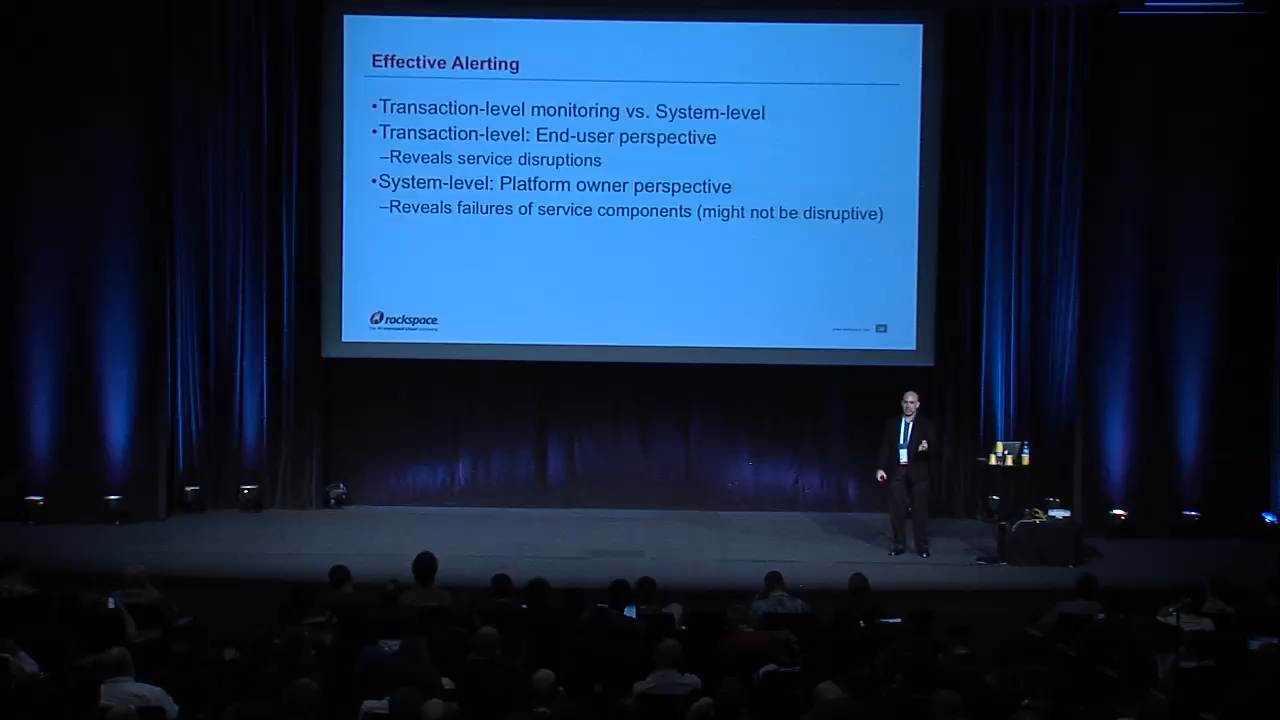 Effective Alerting
•Transaction-level monitoring vs. System-level
•Transaction-level: End-user perspective
–Reveals service disruptions
•System-level: Platform owner perspective
–Reveals failures of service components (might not be disruptive)
rockspace